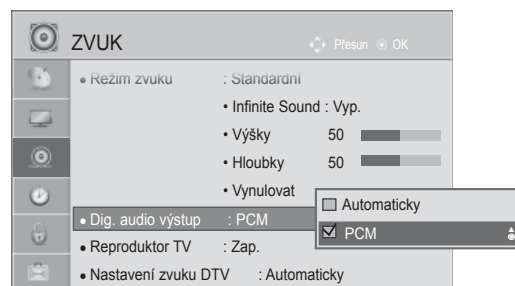 ZVUK Přesun OK
• Režim zvuku : Standardní
• Infinite Sound : Vyp.
• Výšky 50
• Hloubky 50
• Vynulovat
• Dig. audio výstup : PCM
Automaticky
PCM
• Reproduktor TV : Zap.
• Nastavení zvuku DTV : Automaticky